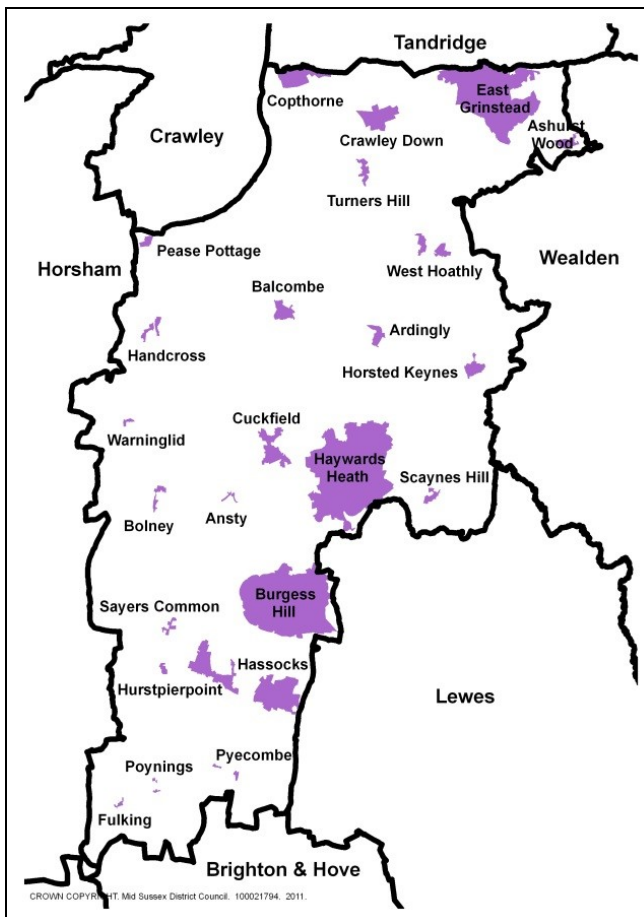 Tandridge
Copthorne
East
Grinstead
Crawley
Crawley Down
Ashurst
Wood
Turners Hill
Pease Pottage
Horsham
West Hoathly
Wealden
Balcombe
Handcross
Ardingly
Horsted Keynes
Cuckfield
Warninglid
Haywards
Heath
Scaynes Hill
Bolney
Ansty
Burgess
Hill
Sayers Common
Hassocks
Hurstpierpoint
Lewes
Poynings
Pyecombe
Fulking
Brighton & Hove
CROWN COPYRIGHT. Mid Sussex District Council. 100021794. 2011.